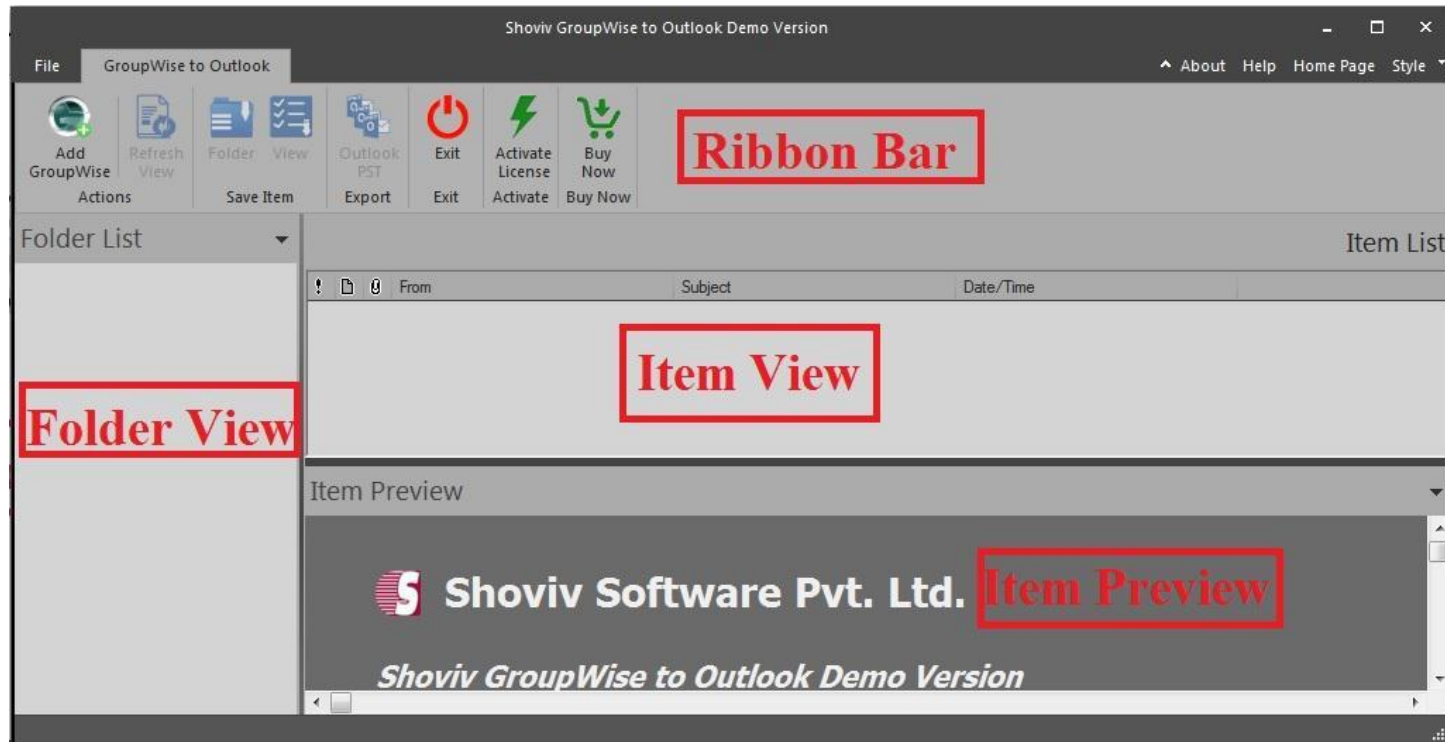 Shoviv GroupWise to Outlook Demo Version
File GroupWise to Outlook About Help Home Page Style
Add GroupWise
Refresh View
Folder
View
Outlook PST
Exit
Activate License
Buy Now
Ribbon Bar
Actions Save Item Export Exit Activate Buy Now
Folder List
Item List
! From Subject Date/Time
Item View
Folder View
Item Preview
S Shoviv Software Pvt. Ltd. Item Preview
Shoviv GroupWise to Outlook Demo Version